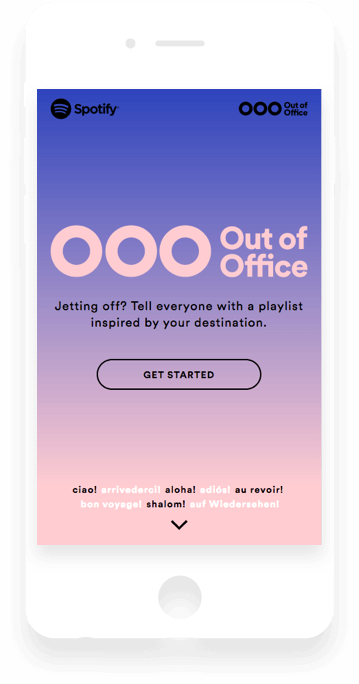 Spotify
OOO Out of
Office
OOO Out of
Office
Jetting off? Tell everyone with a playlist
inspired by your destination.
GET STARTED
ciao! arrivederci! aloha! adiós! au revoir!
bon voyage! shalom! auf Wiedersehen!